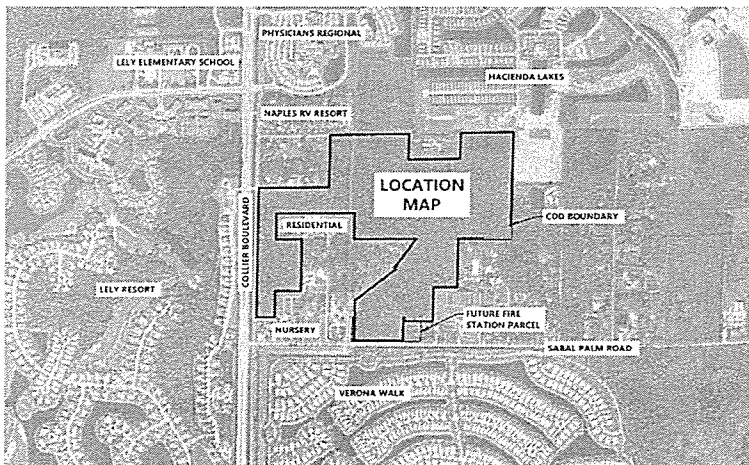 PHYSICIANS REGIONAL
LELY ELEMENTARY SCHOOL
HACIENDA LAKES
NAPLES RV RESORT
LOCATION
MAP
COLLIER BOULEVARD
RESIDENTIAL
CDD BOUNDARY
LELY RESORT
FUTURE FIRE
STATION PARCEL
NURSERY
SABAL PALM ROAD
VERONA WALK